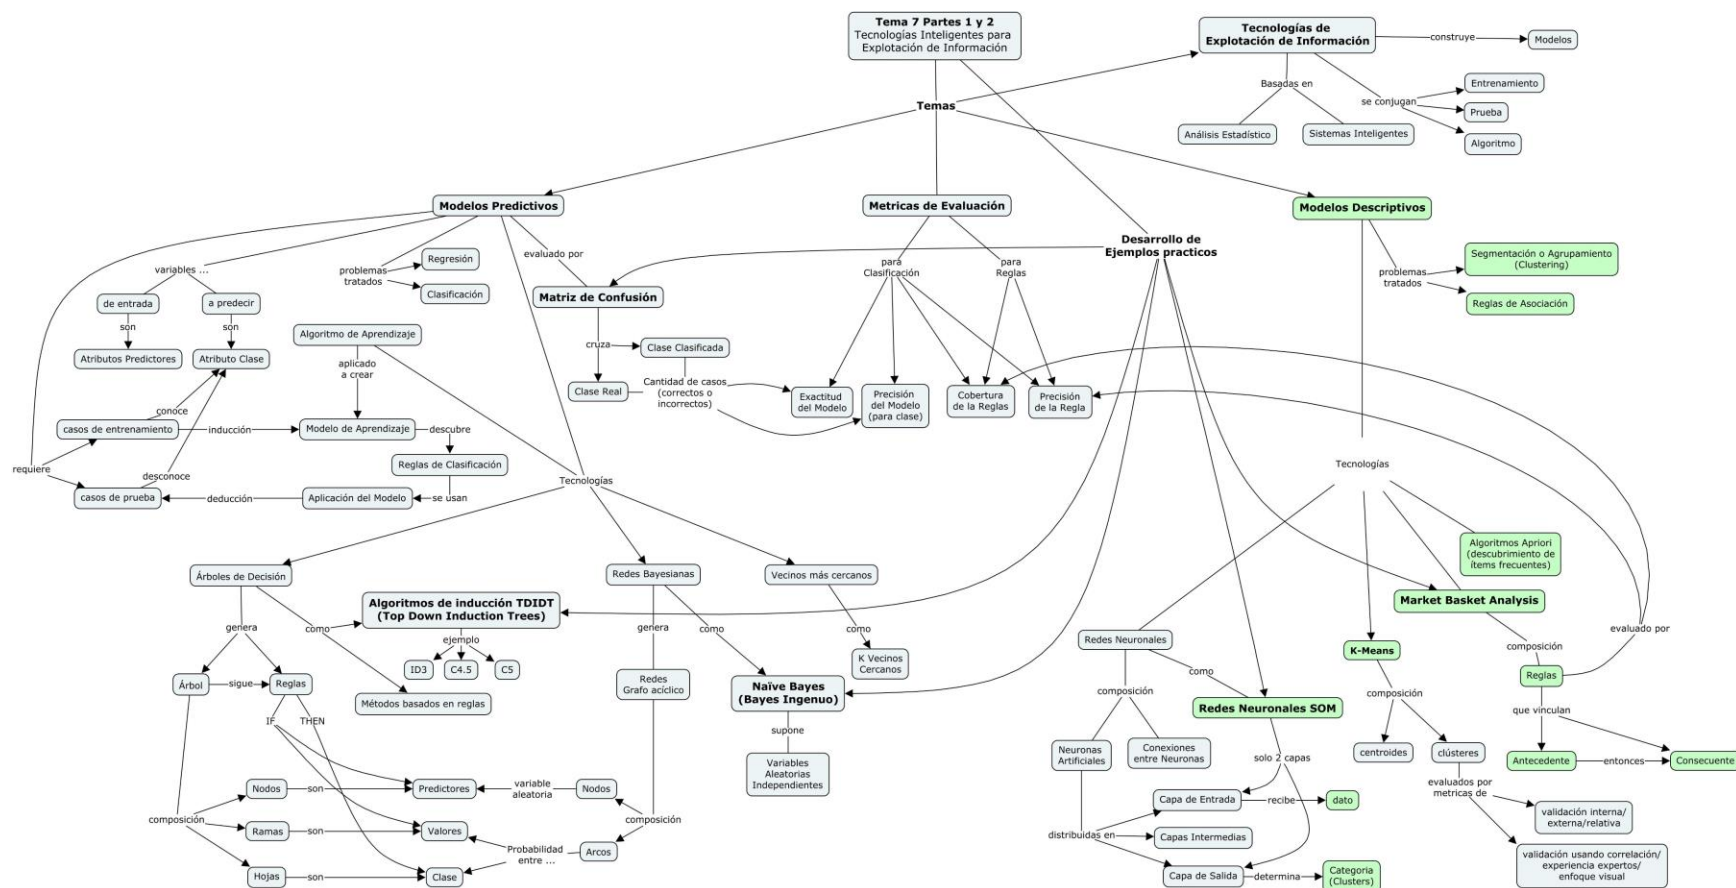 Tema 7 Partes 1 y 2
Tecnologías Inteligentes para
Explotación de Información
Tecnologías de
Explotación de Información
construye
Modelos
Basadas en
Análisis Estadístico
Sistemas Inteligentes
se conjugan
Entrenamiento
Prueba
Algoritmo
Temas
Modelos Predictivos
Metricas de Evaluación
Modelos Descriptivos
Desarrollo de
Ejemplos practicos
variables ...
de entrada
a predecir
son
son
Atributos Predictores
Atributo Clase
problemas
tratados
Regresión
Clasificación
evaluado por
Matriz de Confusión
cruza
Clase Clasificada
Clase Real
Cantidad de casos
(correctos o
incorrectos)
para
Clasificación
para
Reglas
Exactitud
del Modelo
Precisión
del Modelo
(para clase)
Cobertura
de la Reglas
Precisión
de la Regla
problemas
tratados
Segmentación o Agrupamiento
(Clustering)
Reglas de Asociación
Algoritmo de Aprendizaje
aplicado
a crear
conoce
casos de entrenamiento
inducción
Modelo de Aprendizaje
descubre
Reglas de Clasificación
requiere
desconoce
casos de prueba
deducción
Aplicación del Modelo
se usan
Tecnologías
Árboles de Decisión
Redes Bayesianas
Vecinos más cercanos
genera
como
Algoritmos de inducción TDIDT
(Top Down Induction Trees)
ejemplo
ID3
C4.5
C5
Métodos basados en reglas
Árbol
sigue
Reglas
IF
THEN
composición
Nodos
son
Predictores
Ramas
son
Valores
Hojas
son
Clase
variable
aleatoria
Nodos
composición
Probabilidad
entre ...
Arcos
genera
Redes
Grafo acíclico
como
Naïve Bayes
(Bayes Ingenuo)
supone
Variables
Aleatorias
Independientes
como
K Vecinos
Cercanos
Tecnologías
Algoritmos Apriori
(descubrimiento de
ítems frecuentes)
Market Basket Analysis
evaluado por
composición
Reglas
que vinculan
Antecedente
entonces
Consecuente
K-Means
composición
centroides
clústeres
evaluados por
metricas de
validación interna/
externa/relativa
validación usando correlación/
experiencia expertos/
enfoque visual
Redes Neuronales
composición
como
Redes Neuronales SOM
Neuronas
Artificiales
Conexiones
entre Neuronas
solo 2 capas
distribuidas en
Capa de Entrada
recibe
dato
Capas Intermedias
Capa de Salida
determina
Categoria
(Clusters)